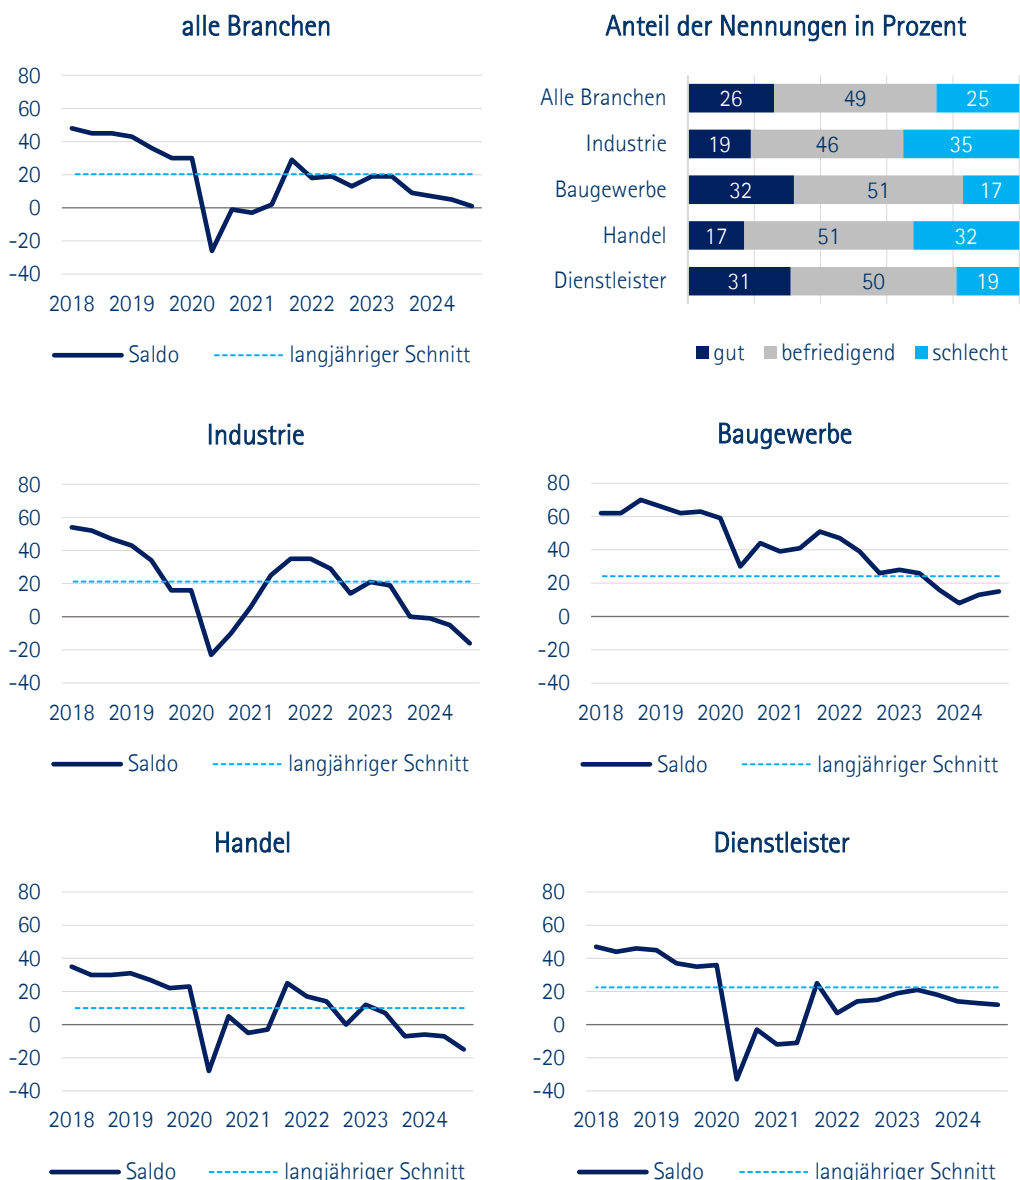 alle Branchen
80
60
40
20
0
-20
-40
2018 2019 2020 2021 2022 2023 2024
Saldo langjähriger Schnitt
Anteil der Nennungen in Prozent
Alle Branchen 26 49 25
Industrie 19 46 35
Baugewerbe 32 51 17
Handel 17 51 32
Dienstleister 31 50 19
gut befriedigend schlecht
Industrie
80
60
40
20
0
-20
-40
2018 2019 2020 2021 2022 2023 2024
Saldo langjähriger Schnitt
Baugewerbe
80
60
40
20
0
-20
-40
2018 2019 2020 2021 2022 2023 2024
Saldo langjähriger Schnitt
Handel
80
60
40
20
0
-20
-40
2018 2019 2020 2021 2022 2023 2024
Saldo langjähriger Schnitt
Dienstleister
80
60
40
20
0
-20
-40
2018 2019 2020 2021 2022 2023 2024
Saldo langjähriger Schnitt